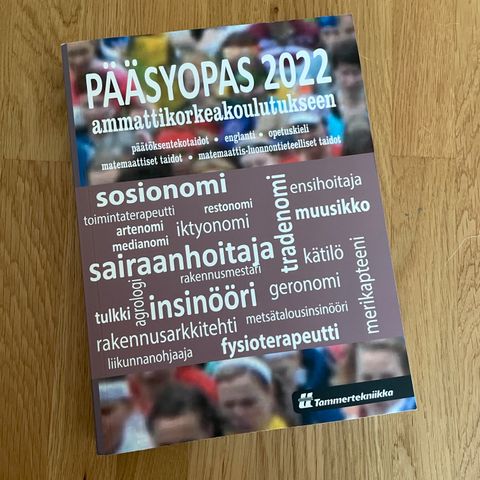 PÄÄSYOPAS 2022
ammattikorkeakoulutukseen
päätöksentekotaidot • englanti • opetuskieli
matemaattiset taidot • matemaattis-luonnontieteelliset taidot
sosionomi
ensihoitaja
toimintaterapeutti
restonomi
tradenomi
muusikko
artenomi
iktyonomi
medianomi
sairaanhoitaja
kätilö
merikapteeni
rakennusmestari
agrologi
geronomi
tulkki
insinööri
metsätalousinsinööri
rakennusarkkitehti
fysioterapeutti
liikunnanohjaaja
Tammertekniikka